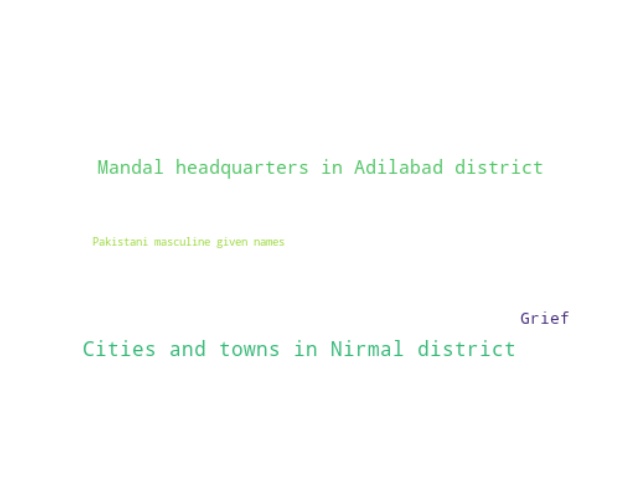 Mandal headquarters in Adilabad district
Pakistani masculine given names
Grief
Cities and towns in Nirmal district